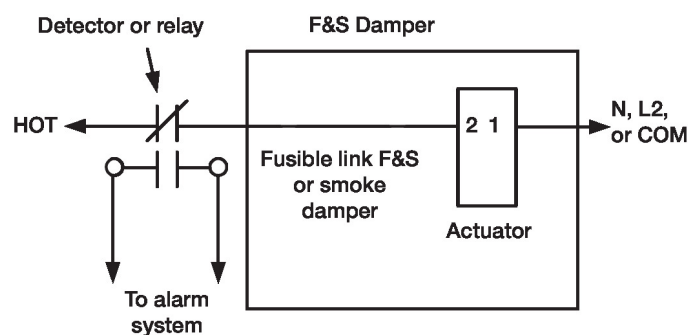 Detector or relay
F&S Damper
HOT
2 1
N, L2,
or COM
Fusible link F&S
or smoke
damper
Actuator
To alarm
system